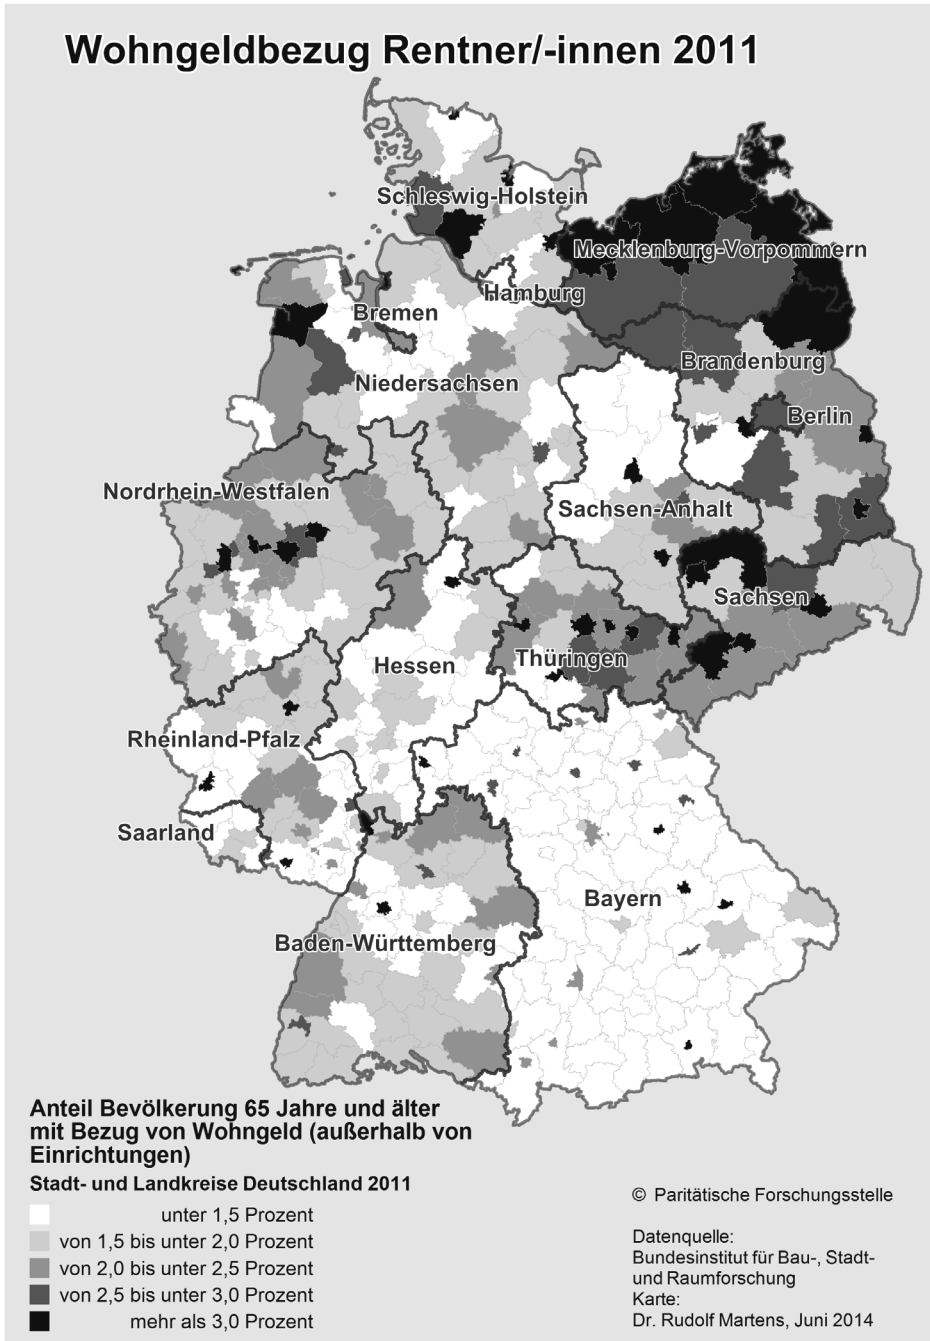 Wohngeldbezug Rentner/-innen 2011
Schleswig-Holstein
Mecklenburg-Vorpommern
Hamburg
Bremen
Brandenburg
Niedersachsen
Berlin
Nordrhein-Westfalen
Sachsen-Anhalt
Sachsen
Hessen
Thüringen
Rheinland-Pfalz
Saarland
Bayern
Baden-Württemberg
Anteil Bevölkerung 65 Jahre und älter
mit Bezug von Wohngeld (außerhalb von
Einrichtungen)
Stadt- und Landkreise Deutschland 2011
unter 1,5 Prozent
von 1,5 bis unter 2,0 Prozent
von 2,0 bis unter 2,5 Prozent
von 2,5 bis unter 3,0 Prozent
mehr als 3,0 Prozent
© Paritätische Forschungsstelle
Datenquelle:
Bundesinstitut für Bau-, Stadt-
und Raumforschung
Karte:
Dr. Rudolf Martens, Juni 2014